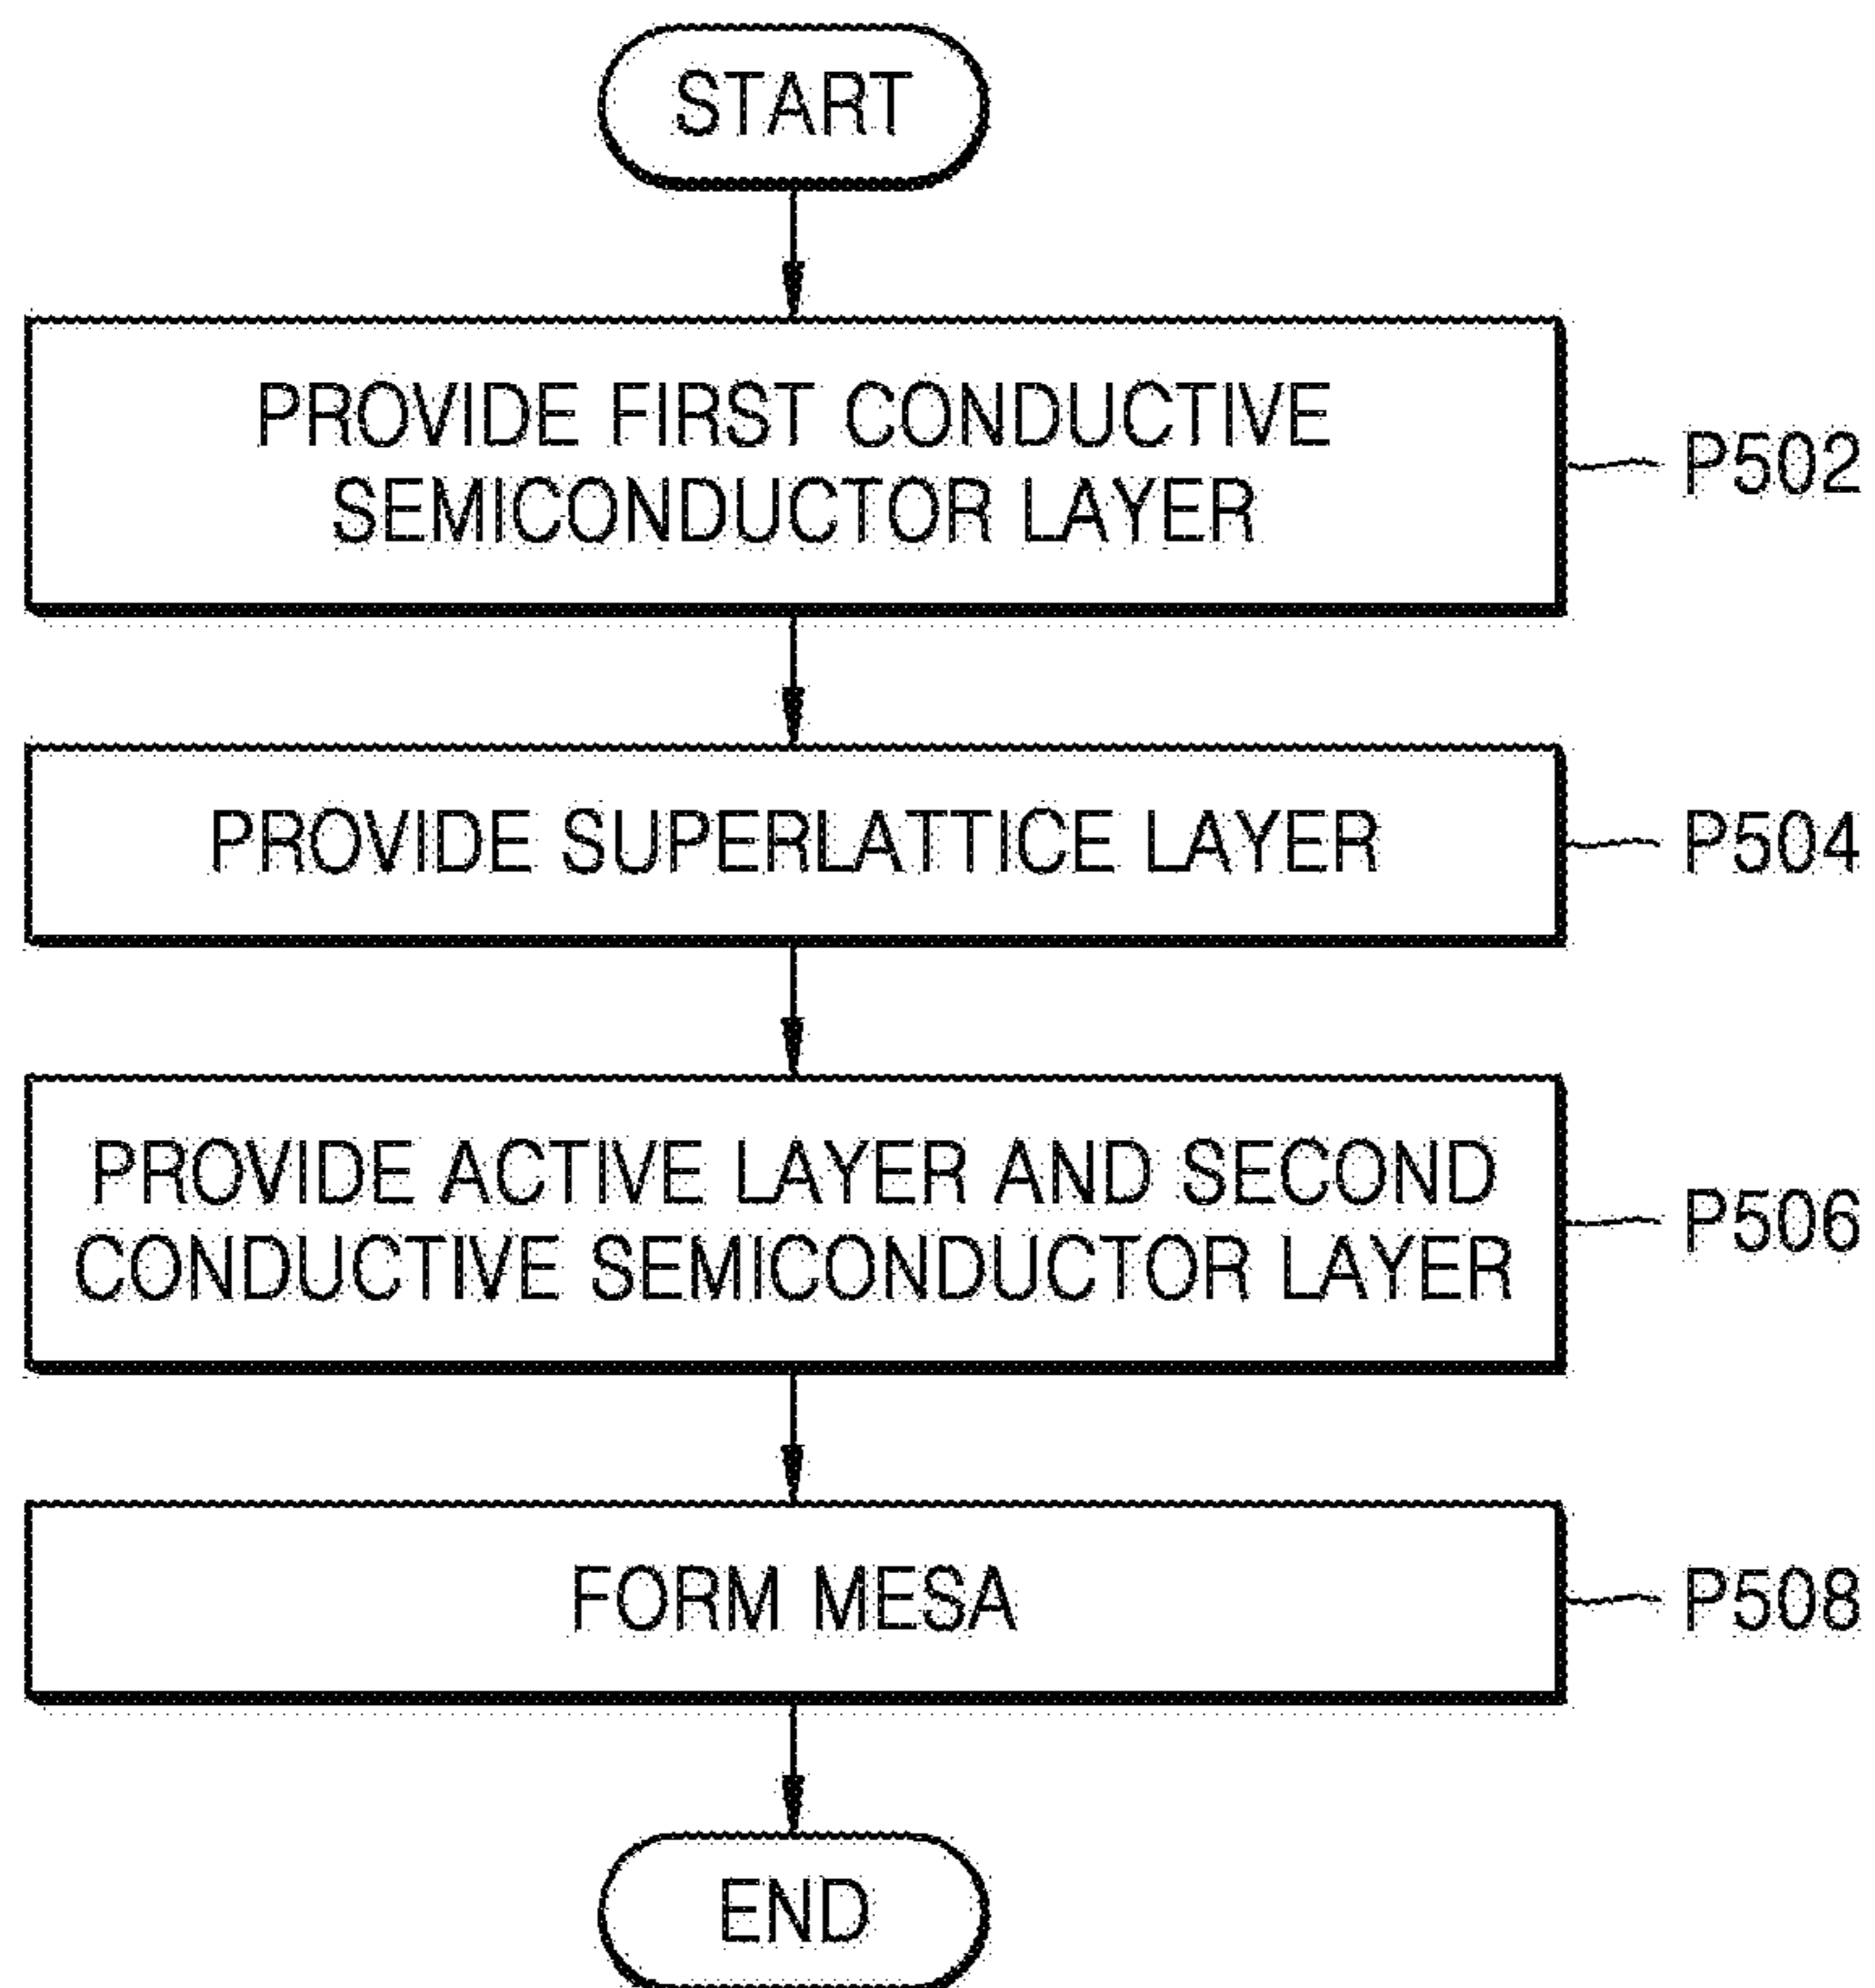 START
PROVIDE FIRST CONDUCTIVE
SEMICONDUCTOR LAYER
P502
PROVIDE SUPERLATTICE LAYER
P504
PROVIDE ACTIVE LAYER AND SECOND
CONDUCTIVE SEMICONDUCTOR LAYER
P506
FORM MESA
P508
END